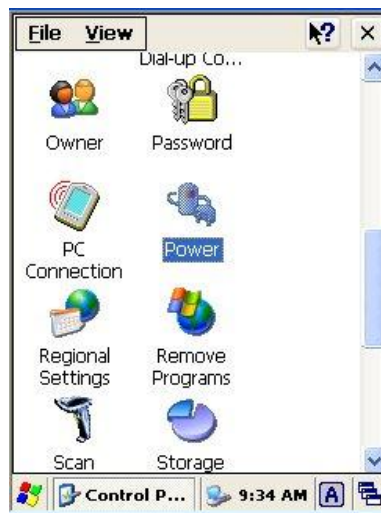 File View
Dial-up Co...
Owner Password
PC
Connection
Power
Regional
Settings
Remove
Programs
Scan Storage
Control P... 9:34 AM A